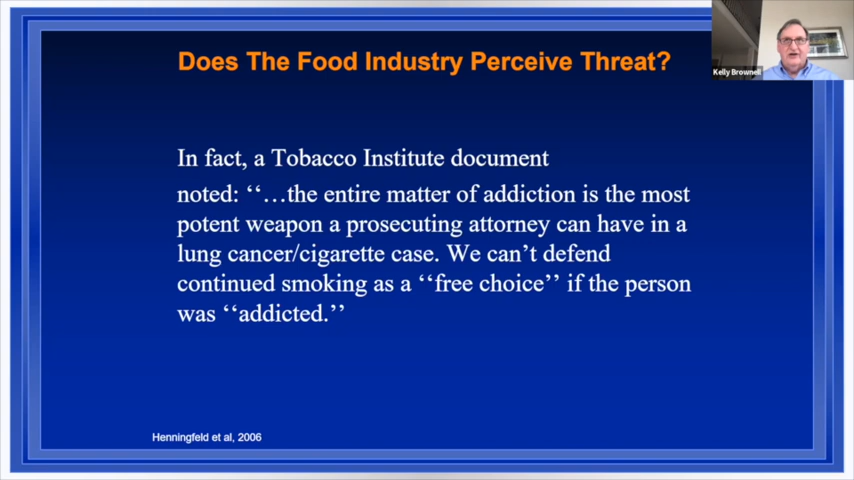 Does The Food Industry Perceive Threat?
Kelly Brownell
In fact, a Tobacco Institute document
noted: ‘‘…the entire matter of addiction is the most
potent weapon a prosecuting attorney can have in a
lung cancer/cigarette case. We can’t defend
continued smoking as a ‘‘free choice’’ if the person
was ‘‘addicted.’’
Henningfeld et al, 2006